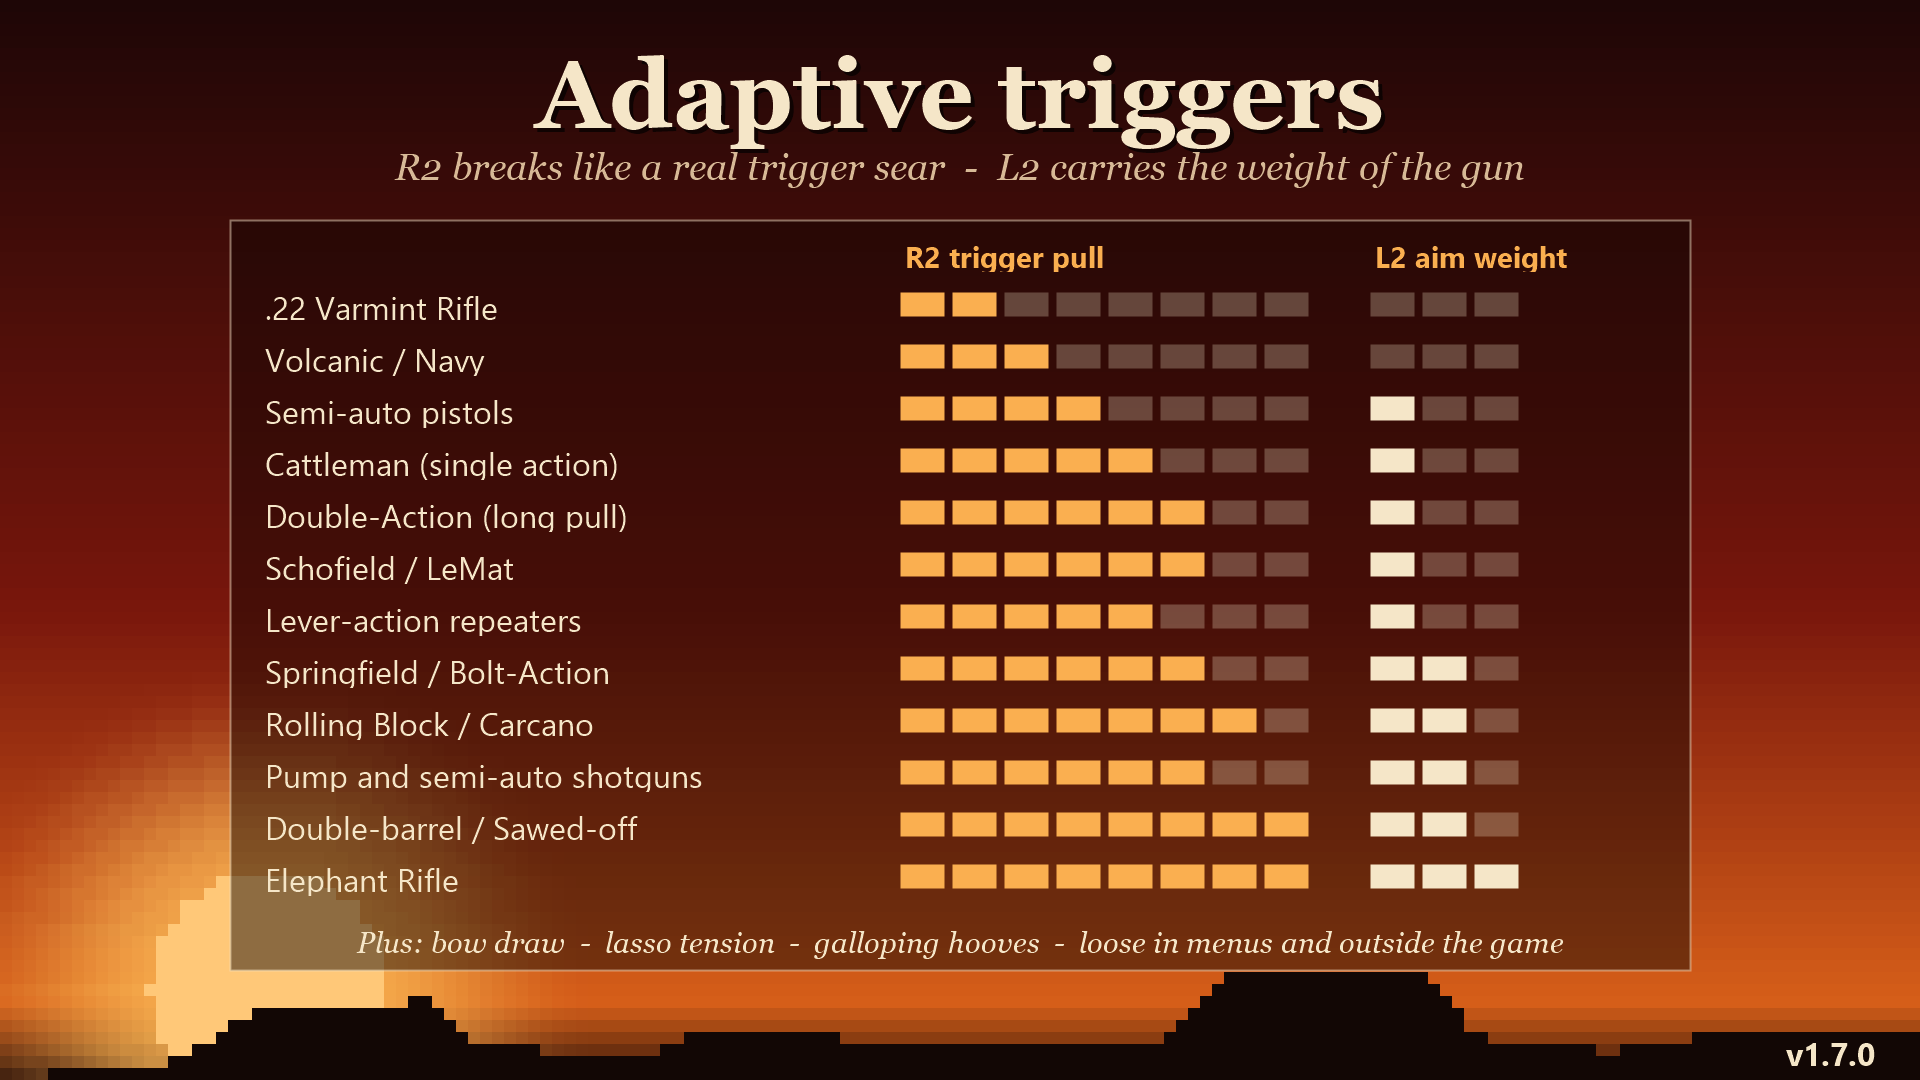 Adaptive triggers
R2 breaks like a real trigger sear - L2 carries the weight of the gun
R2 trigger pull L2 aim weight
.22 Varmint Rifle
Volcanic / Navy
Semi-auto pistols
Cattleman (single action)
Double-Action (long pull)
Schofield / LeMat
Lever-action repeaters
Springfield / Bolt-Action
Rolling Block / Carcano
Pump and semi-auto shotguns
Double-barrel / Sawed-off
Elephant Rifle
Plus: bow draw - lasso tension - galloping hooves - loose in menus and outside the game
v1.7.0